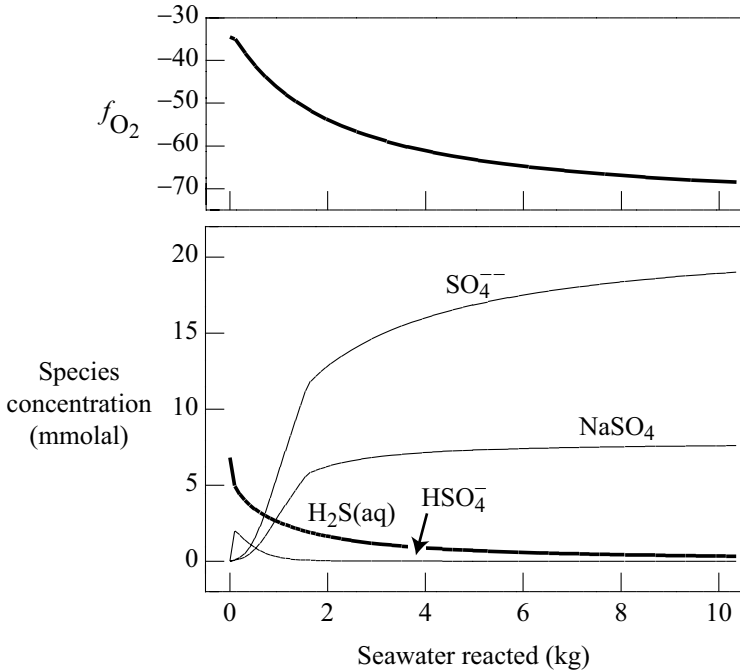 −30
−40
−50
−60
−70
fO2
20
15
10
5
0
Species
concentration
(mmolal)
SO4−−
NaSO4
H2S(aq)
HSO4−
0 2 4 6 8 10
Seawater reacted (kg)